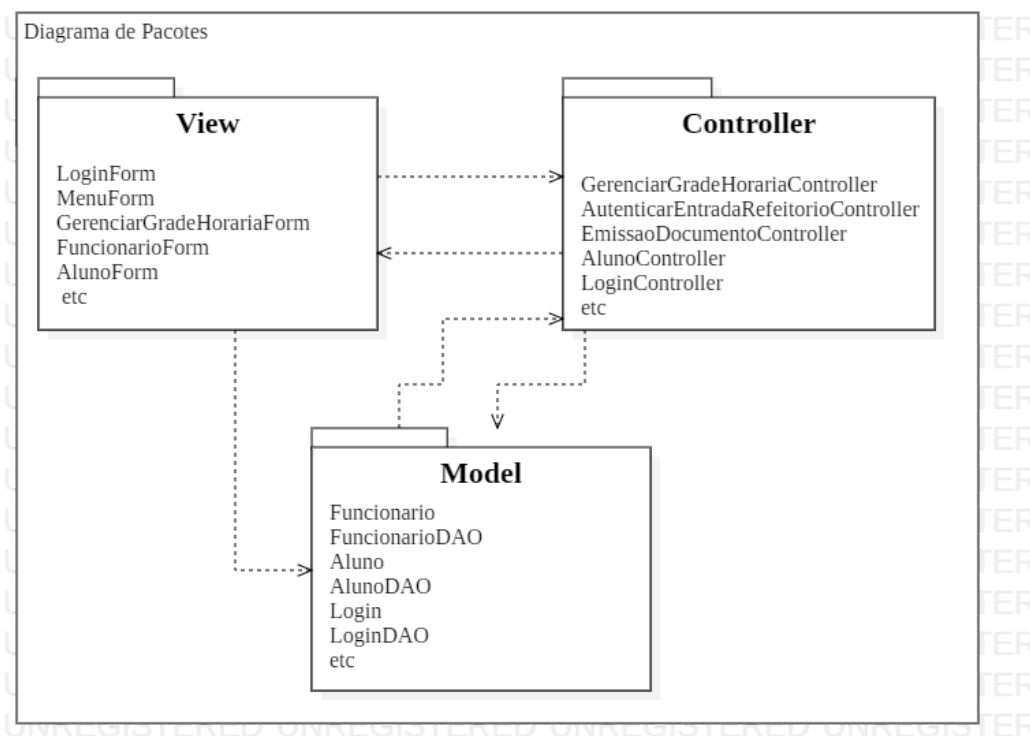 Diagrama de Pacotes
View
LoginForm
MenuForm
GerenciarGradeHorariaForm
FuncionarioForm
AlunoForm
etc
Controller
GerenciarGradeHorariaController
AutenticarEntradaRefeitorioController
EmissaoDocumentoController
AlunoController
LoginController
etc
Model
Funcionario
FuncionarioDAO
Aluno
AlunoDAO
Login
LoginDAO
etc
UNREGISTERED UNREGISTERED UNREGISTERED UNREGISTER